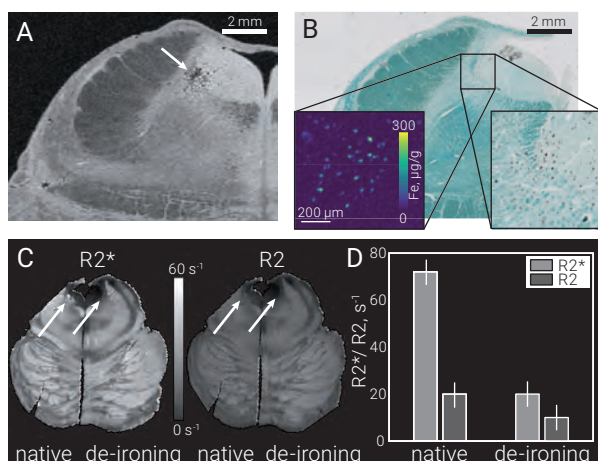 A
2 mm
B
2 mm
300
Fe, µg/g
0
200 µm
C
R2*
R2
60 s-1
0 s-1
native de-ironing native de-ironing
D
R2*
R2
R2*/ R2, s-1
80
60
40
20
0
native de-ironing